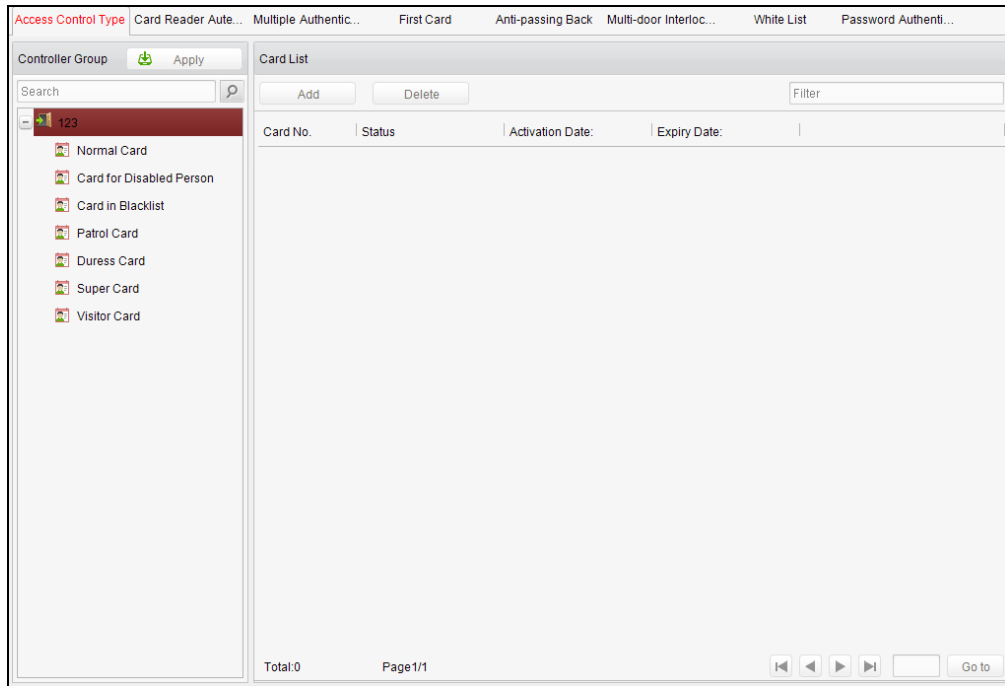 Access Control Type Card Reader Aute... Multiple Authentic... First Card Anti-passing Back Multi-door Interloc... White List Password Authenti...
Controller Group Apply Card List
Search Add Delete Filter
123
Card No. Status Activation Date: Expiry Date:
Normal Card
Card for Disabled Person
Card in Blacklist
Patrol Card
Duress Card
Super Card
Visitor Card
Total:0 Page1/1 Go to